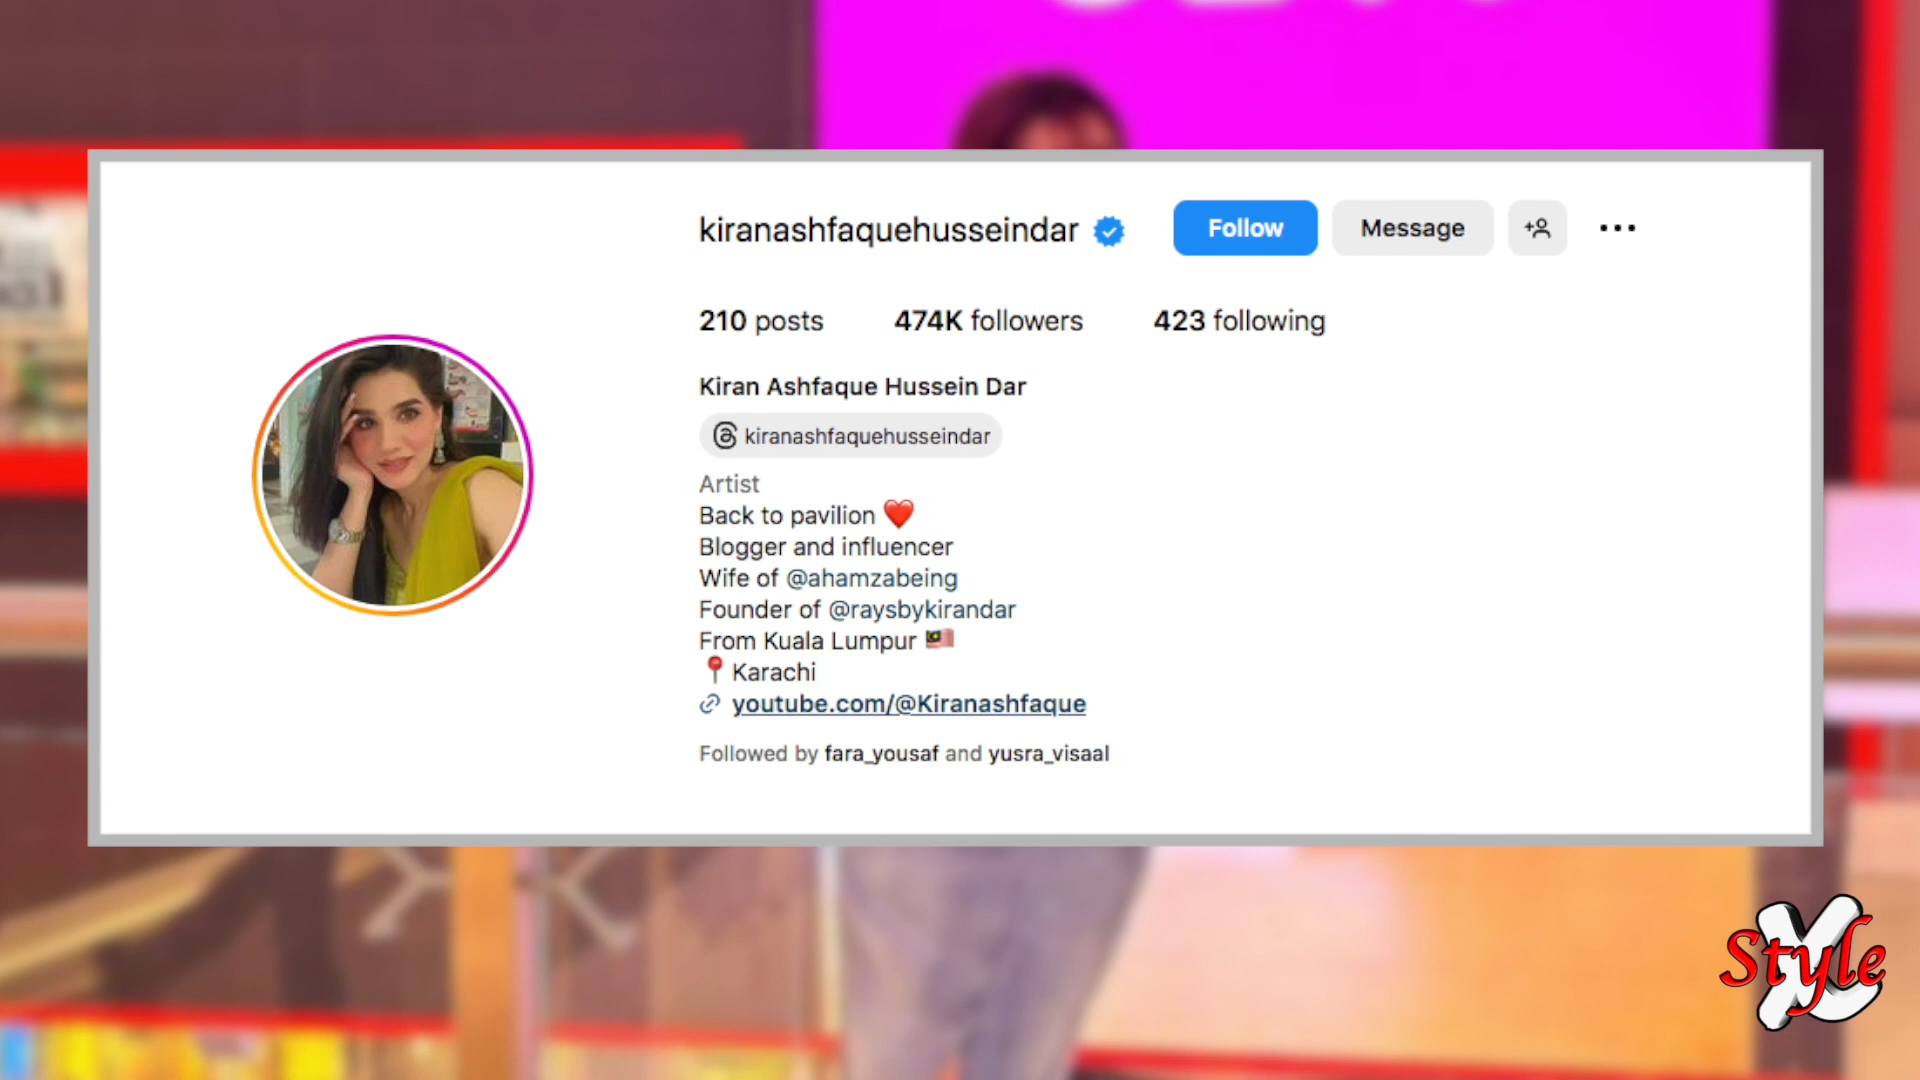 kiranashfaquehusseindar
Follow
Message
210 posts 474K followers 423 following
Kiran Ashfaque Hussein Dar
kiranashfaquehusseindar
Artist
Back to pavilion ❤️
Blogger and influencer
Wife of @ahamzabeing
Founder of @raysbykirandar
From Kuala Lumpur 🇲🇾
📍 Karachi
youtube.com/@Kiranashfaque
Followed by fara_yousaf and yusra_visaal
Style X